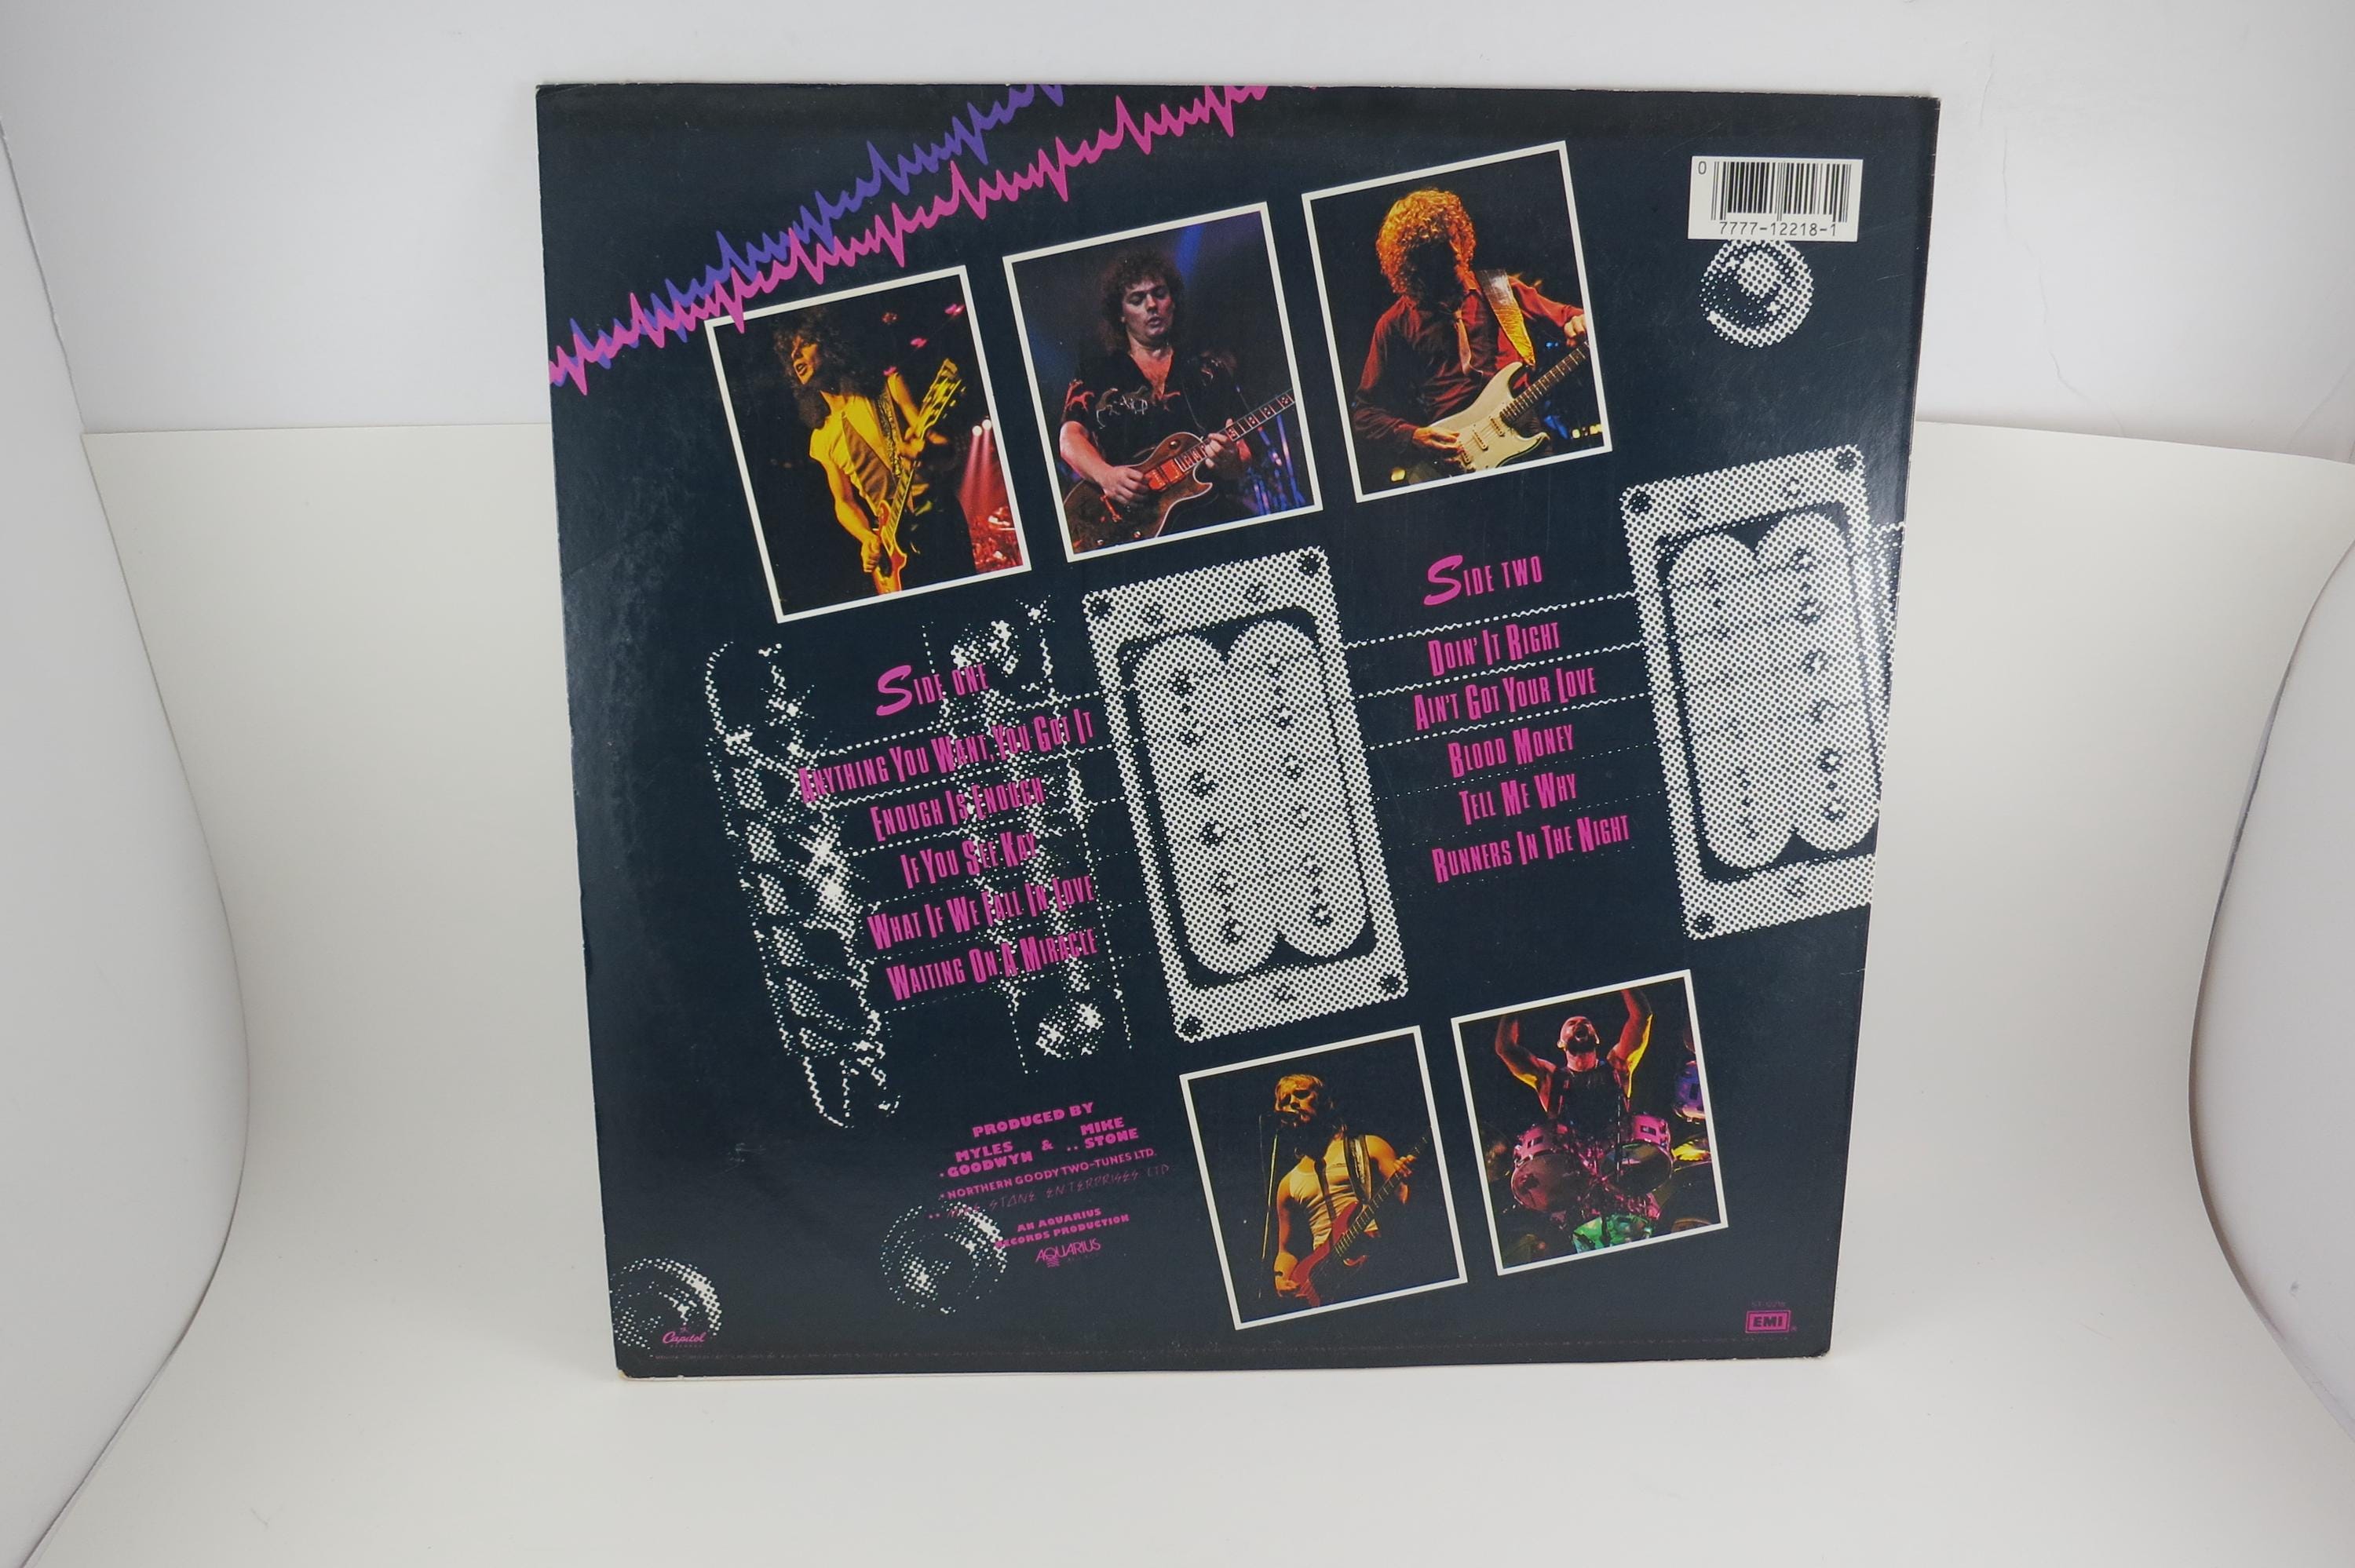 0
7777-12218-1
SIDE ONE
ANYTHING YOU WANT, YOU GOT IT
ENOUGH IS ENOUGH
IF YOU SEE KAY
WHAT IF WE FALL IN LOVE
WAITING ON A MIRACLE
SIDE TWO
DOIN' IT RIGHT
AIN'T GOT YOUR LOVE
BLOOD MONEY
TELL ME WHY
RUNNERS IN THE NIGHT
PRODUCED BY
MYLES & MIKE
•GOODWYN •• STONE
•NORTHERN GOODY TWO-TUNES LTD.
•• STONE ENTERPRISES LTD.
AN AQUARIUS
RECORDS PRODUCTION
AQUARIUS
Capitol
EMI